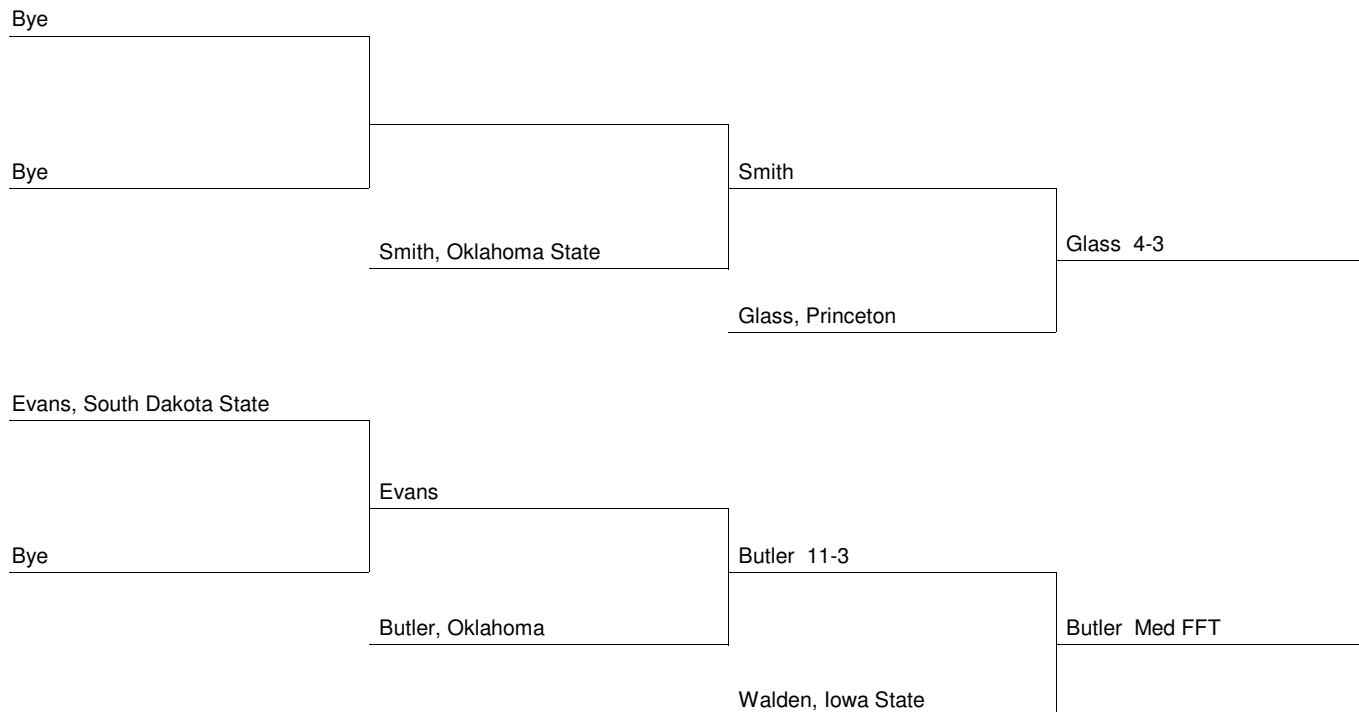 Bye
Bye
Smith
Glass 4-3
Smith, Oklahoma State
Glass, Princeton
Evans, South Dakota State
Evans
Bye
Butler 11-3
Butler, Oklahoma
Butler Med FFT
Walden, Iowa State